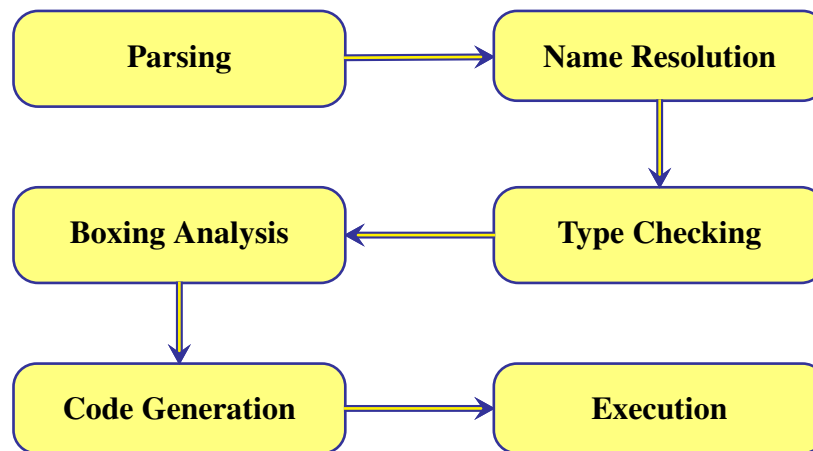 Parsing
Name Resolution
Type Checking
Boxing Analysis
Code Generation
Execution